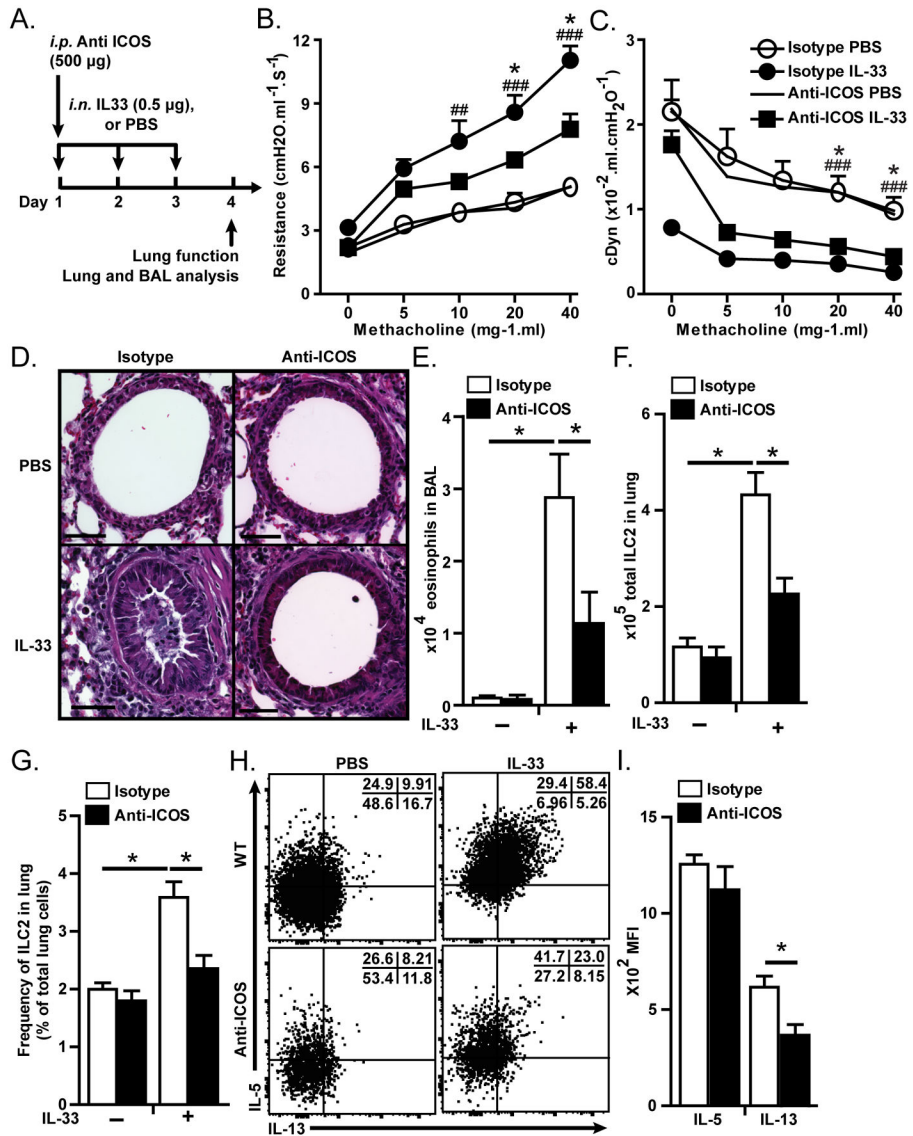 A.
i.p. Anti ICOS
(500 µg)
i.n. IL33 (0.5 µg),
or PBS
Day 1 2 3 4
Lung function
Lung and BAL analysis
B.
Resistance (cmH2O.ml⁻¹.S⁻¹)
12
9
6
3
0
##
*
###
*
###
0 5 10 20 40
Methacholine (mg-1.ml)
C.
cDyn (x10⁻².ml.cmH₂O⁻¹)
3
2
1
0
Isotype PBS
Isotype IL-33
Anti-ICOS PBS
Anti-ICOS IL-33
*
###
*
###
0 5 10 20 40
Methacholine (mg-1.ml)
D.
Isotype Anti-ICOS
PBS
IL-33
E.
Isotype
Anti-ICOS
x10⁴ eosinophils in BAL
4
3
2
1
0
* *
IL-33 – +
F.
Isotype
Anti-ICOS
x10⁵ total ILC2 in lung
6
4
2
0
* *
IL-33 – +
G.
Isotype
Anti-ICOS
Frequency of ILC2 in lung
(% of total lung cells)
5
4
3
2
1
0
* *
IL-33 – +
H.
PBS IL-33
WT
24.9 9.91
48.6 16.7
29.4 58.4
6.96 5.26
Anti-ICOS
26.6 8.21
53.4 11.8
41.7 23.0
27.2 8.15
IL-5
IL-13
I.
Isotype
Anti-ICOS
X10² MFI
15
10
5
0
*
IL-5 IL-13